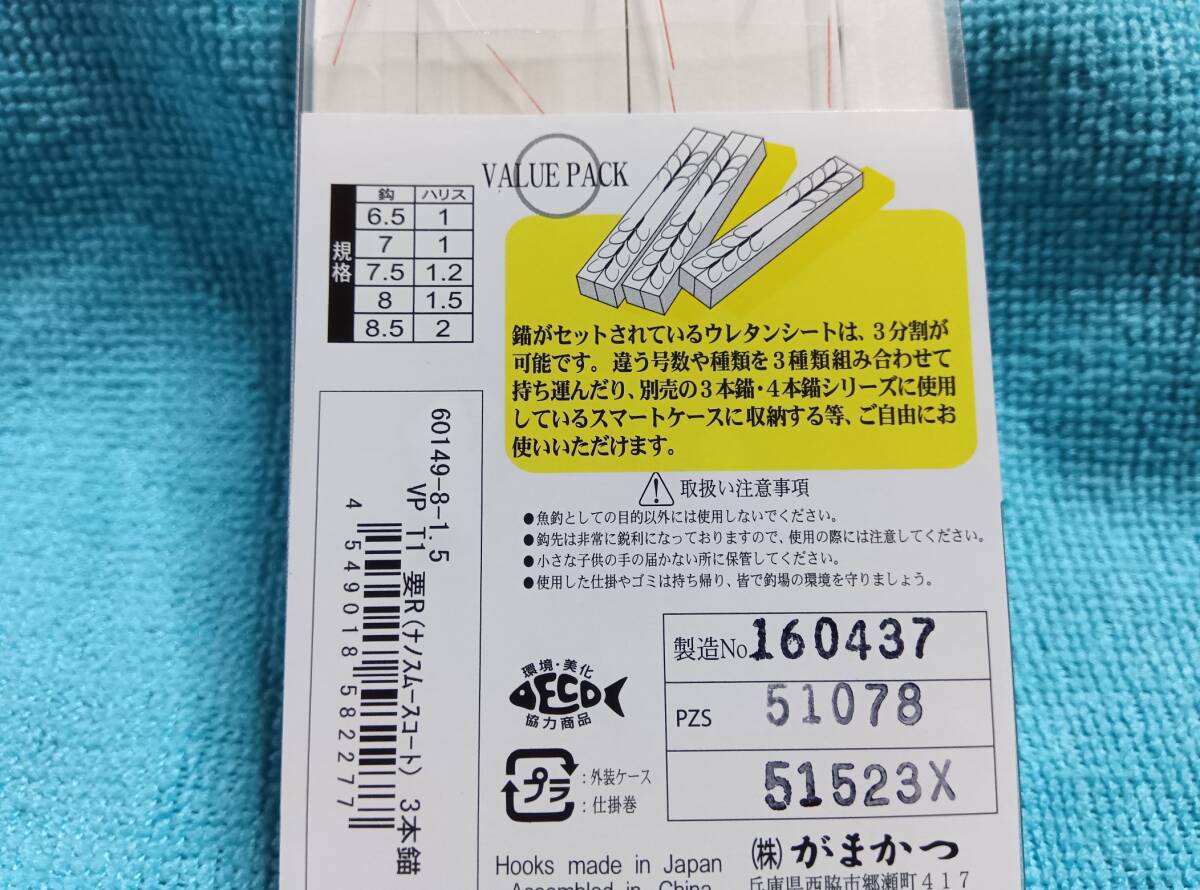 VALUE PACK
規格
鈎 ハリス
6.5 1
7 1
7.5 1.2
8 1.5
8.5 2
錨がセットされているウレタンシートは、3分割が
可能です。違う号数や種類を3種類組み合わせて
持ち運んだり、別売の3本錨・4本錨シリーズに使用
しているスマートケースに収納する等、ご自由にお
使いいただけます。
取扱い注意事項
●魚釣としての目的以外には使用しないでください。
●鈎先は非常に鋭利になっておりますので、使用の際には注意してください。
●小さな子供の手の届かない所に保管してください。
●使用した仕掛やゴミは持ち帰り、皆で釣場の環境を守りましょう。
60149-8-1.5
VP T1 要R(ナノスムースコート) 3本錨
4549018582277
製造No.160437
PZS 51078
51523X
環境・美化
ECO
協力商品
プラ
:外装ケース
:仕掛巻
Hooks made in Japan
Assembled in China
(株)がまかつ
兵庫県西脇市郷瀬町417